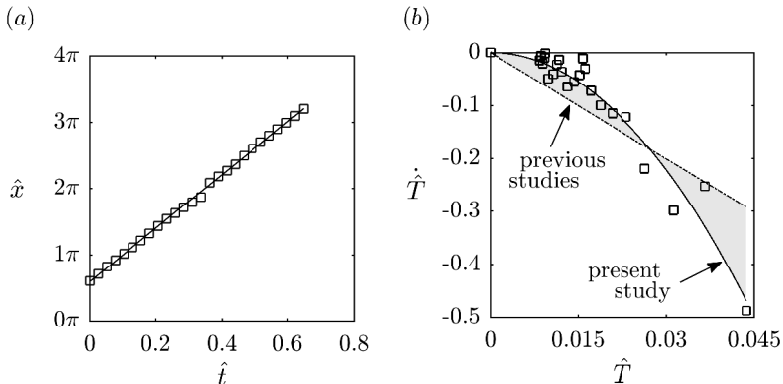 (a)
4π
3π
2π
1π
0π
x̂
0 0.2 0.4 0.6 0.8
t̂
(b)
0
-0.1
-0.2
-0.3
-0.4
-0.5
Ṫ̂
previous
studies
present
study
0 0.015 0.03 0.045
T̂